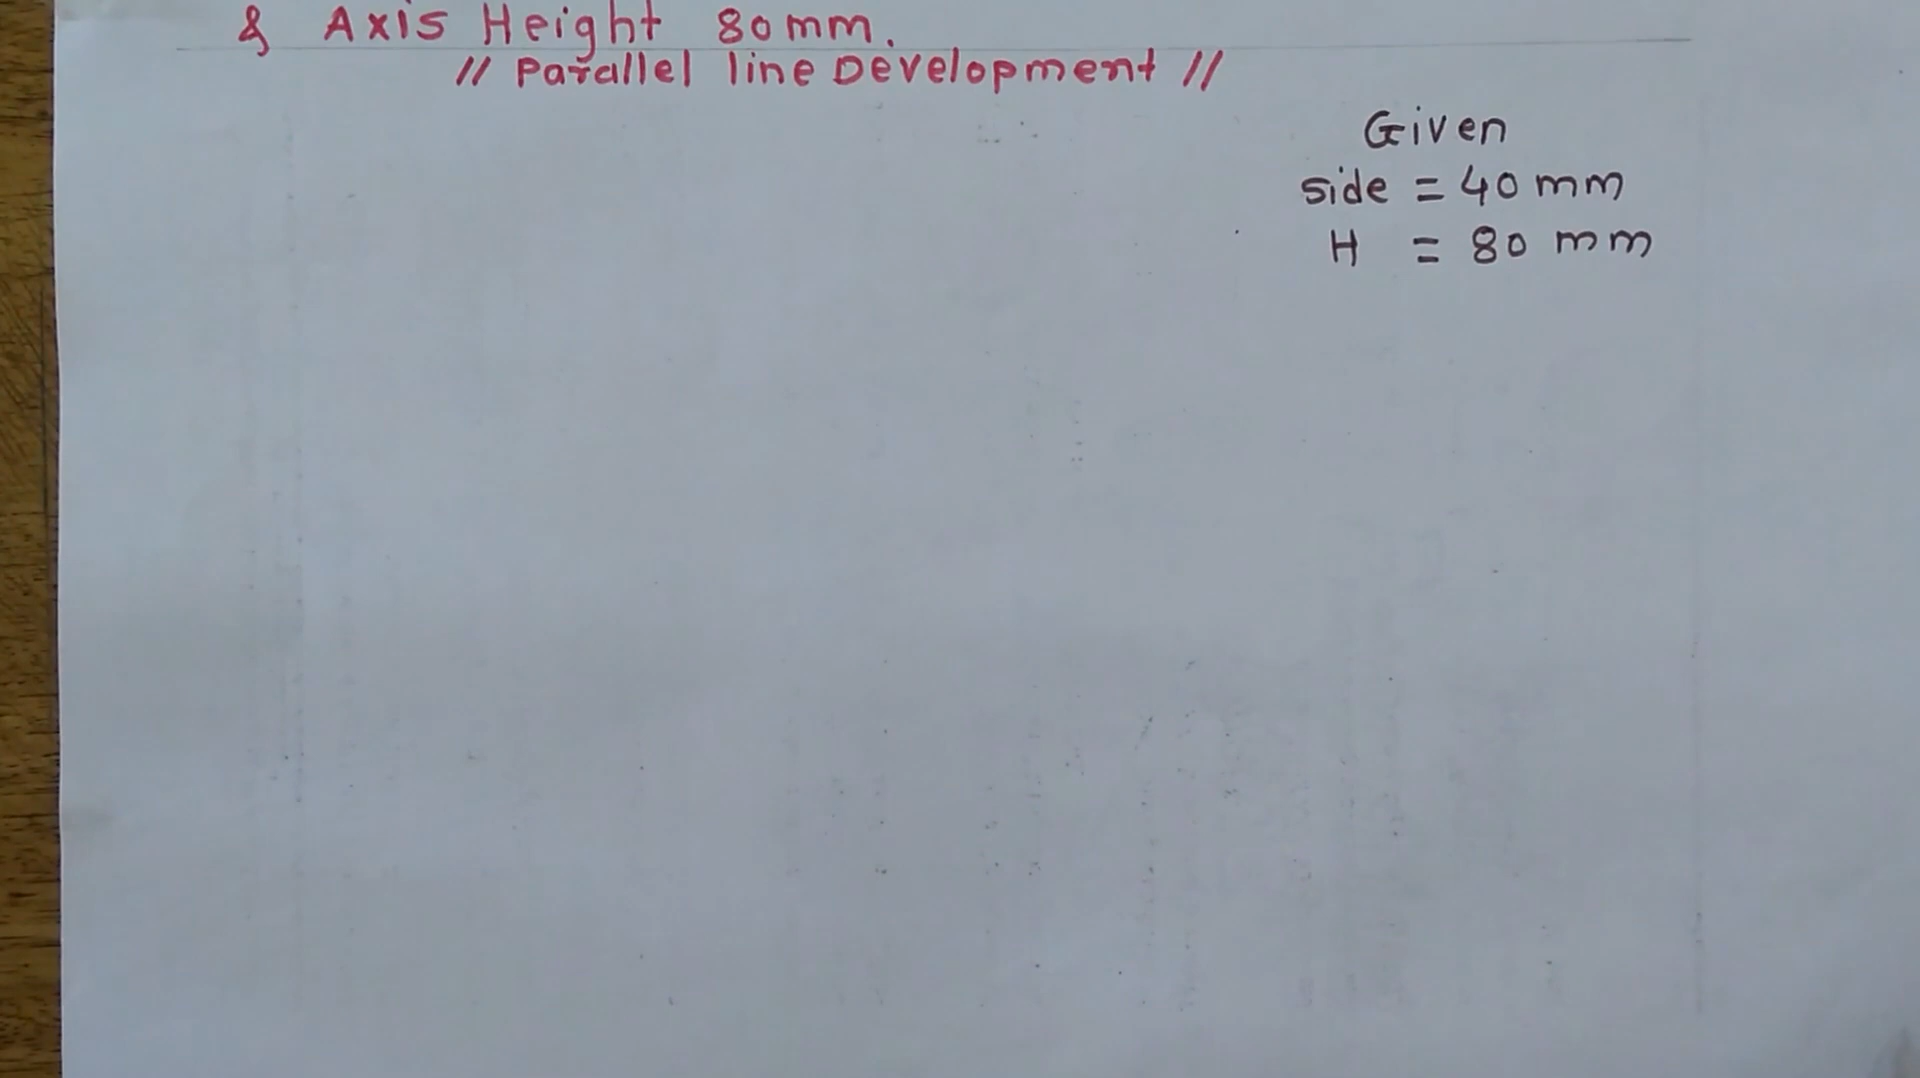 & Axis Height 80mm.
// Parallel line Development //
Given
side = 40 mm
H = 80 mm